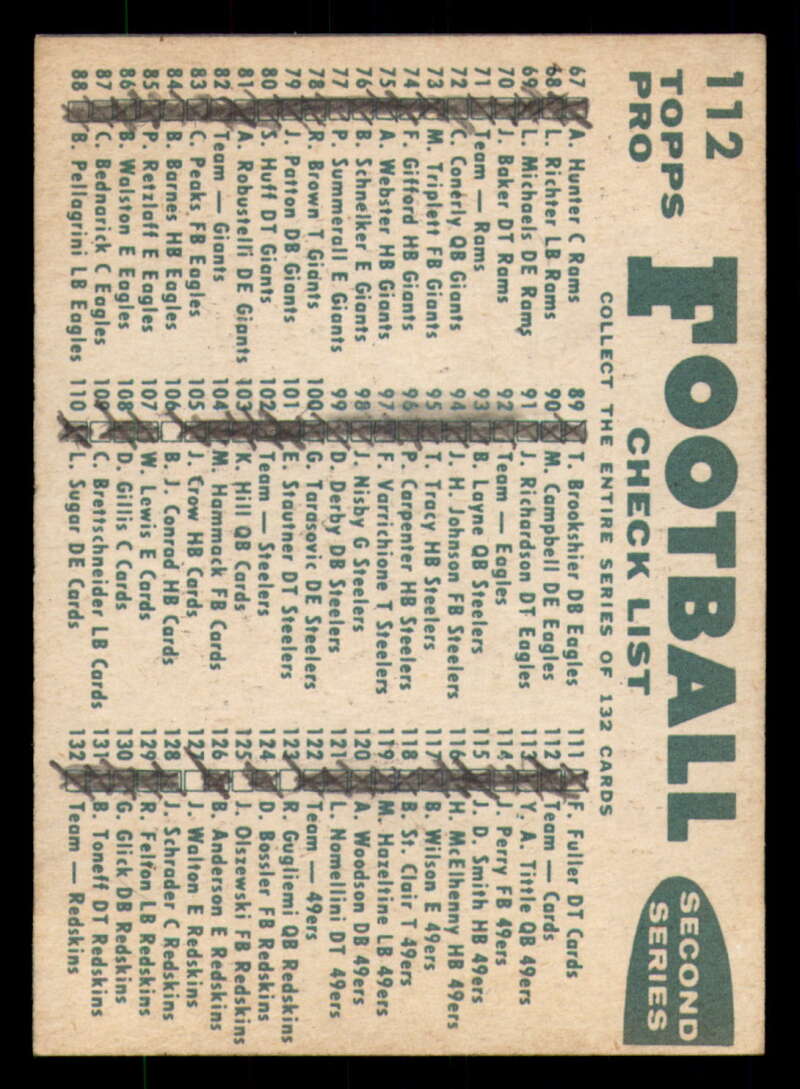 112
TOPPS
PRO
FOOTBALL
CHECK LIST
SECOND
SERIES
COLLECT THE ENTIRE SERIES OF 132 CARDS
67 A. Hunter C Rams
68 L. Richter LB Rams
69 L. Michaels DE Rams
70 J. Baker DT Rams
71 Team — Rams
72 C. Conerly QB Giants
73 M. Triplett FB Giants
74 F. Gifford HB Giants
75 A. Webster HB Giants
76 B. Schnelker E Giants
77 P. Summerall E Giants
78 R. Brown T Giants
79 J. Patton DB Giants
80 S. Huff DT Giants
81 A. Robustelli DE Giants
82 Team — Giants
83 C. Peaks FB Eagles
84 B. Barnes HB Eagles
85 P. Retzlaff E Eagles
86 B. Walston E Eagles
87 C. Bednarick C Eagles
88 B. Pellagrini LB Eagles
89 T. Brookshier DB Eagles
90 M. Campbell DE Eagles
91 J. Richardson DT Eagles
92 Team — Eagles
93 B. Layne QB Steelers
94 J. H. Johnson FB Steelers
95 T. Tracy HB Steelers
96 P. Carpenter HB Steelers
97 F. Varrichione T Steelers
98 J. Nisby G Steelers
99 D. Derby DB Steelers
100 G. Tarasovic DE Steelers
101 E. Stautner DT Steelers
102 Team — Steelers
103 K. Hill QB Cards
104 M. Hammack FB Cards
105 J. Crow HB Cards
106 B. J. Conrad HB Cards
107 W. Lewis E Cards
108 D. Gillis C Cards
109 C. Brettschneider LB Cards
110 L. Sugar DE Cards
111 F. Fuller DT Cards
112 Team — Cards
113 Y. A. Tittle QB 49ers
114 J. Perry FB 49ers
115 J. D. Smith HB 49ers
116 H. McElhenny HB 49ers
117 B. Wilson E 49ers
118 B. St. Clair T 49ers
119 M. Hazeltine LB 49ers
120 A. Woodson DB 49ers
121 L. Nomellini DT 49ers
122 Team — 49ers
123 R. Gugliemi QB Redskins
124 D. Bossler FB Redskins
125 J. Olszewski FB Redskins
126 B. Anderson E Redskins
127 J. Walton E Redskins
128 J. Schrader C Redskins
129 R. Felton LB Redskins
130 G. Glick DB Redskins
131 B. Toneff DT Redskins
132 Team — Redskins